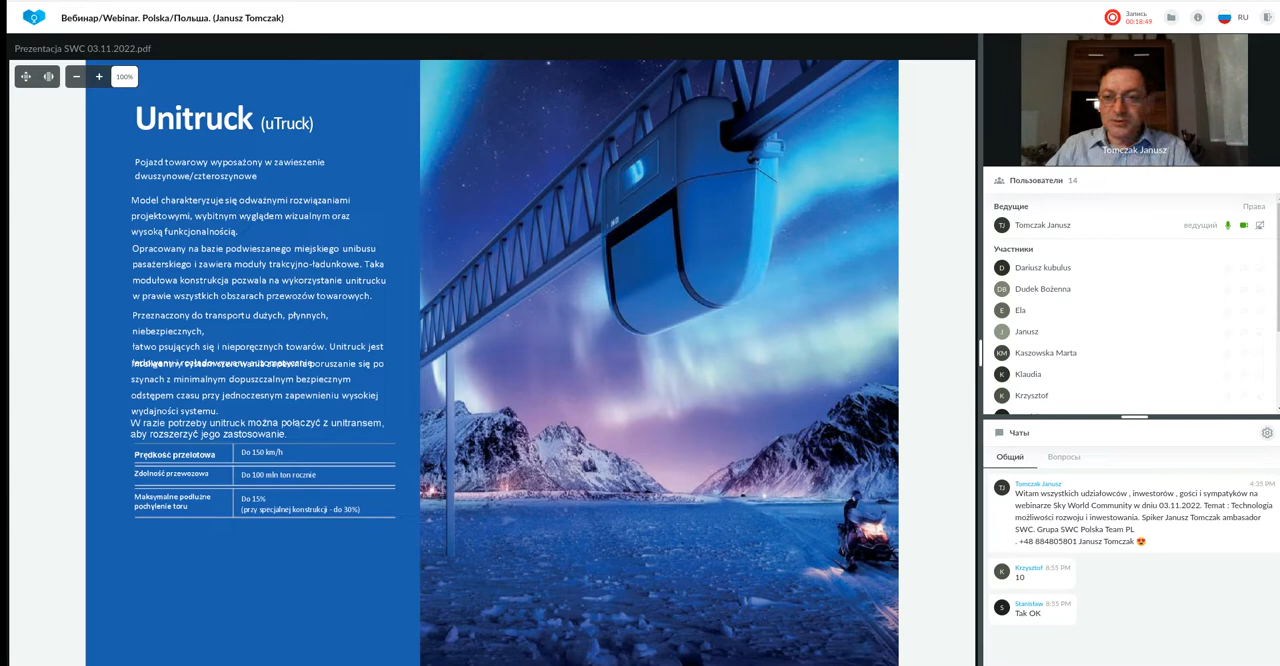 Вебинар/Webinar. Polska/Польша. (Janusz Tomczak)
Запись
00:18:49
RU
Prezentacja SWC 03.11.2022.pdf
100%
Unitruck (uTruck)
Pojazd towarowy wyposażony w zawieszenie
dwuszynowe/czteroszynowe
Model charakteryzuje się odważnymi rozwiązaniami
projektowymi, wybitnym wyglądem wizualnym oraz
wysoką funkcjonalnością.
Opracowany na bazie podwieszanego miejskiego unibusu
pasażerskiego i zawiera moduły trakcyjno-ładunkowe. Taka
modułowa konstrukcja pozwala na wykorzystanie unitrucku
w prawie wszystkich obszarach przewozów towarowych.
Przeznaczony do transportu dużych, płynnych,
niebezpiecznych,
łatwo psujących się i nieporęcznych towarów. Unitruck jest
poruszanie się po
szynach z minimalnym dopuszczalnym bezpiecznym
odstępem czasu przy jednoczesnym zapewnieniu wysokiej
wydajności systemu.
W razie potrzeby unitruck można połączyć z unitransem,
aby rozszerzyć jego zastosowanie.
Prędkość przelotowa Do 150 km/h
Zdolność przewozowa Do 100 mln ton rocznie
Maksymalne podłużne pochylenie toru Do 15%
(przy specjalnej konstrukcji - do 30%)
Tomczak Janusz
Пользователи 14
Ведущие Права
TJ Tomczak Janusz ведущий
Участники
D Dariusz kubulus
DB Dudek Bożenna
E Ela
J Janusz
KM Kaszowska Marta
K Klaudia
K Krzysztof
Чаты
Общий Вопросы
TJ Tomczak Janusz 4:35 PM
Witam wszystkich udziałowców , inwestorów , gości i sympatyków na
webinarze Sky World Community w dniu 03.11.2022. Temat : Technologia
możliwości rozwoju i inwestowania. Spiker Janusz Tomczak ambasador
SWC. Grupa SWC Polska Team PL
. +48 884805801 Janusz Tomczak 😍
K Krzysztof 8:55 PM
10
S Stanisław 8:55 PM
Tak OK